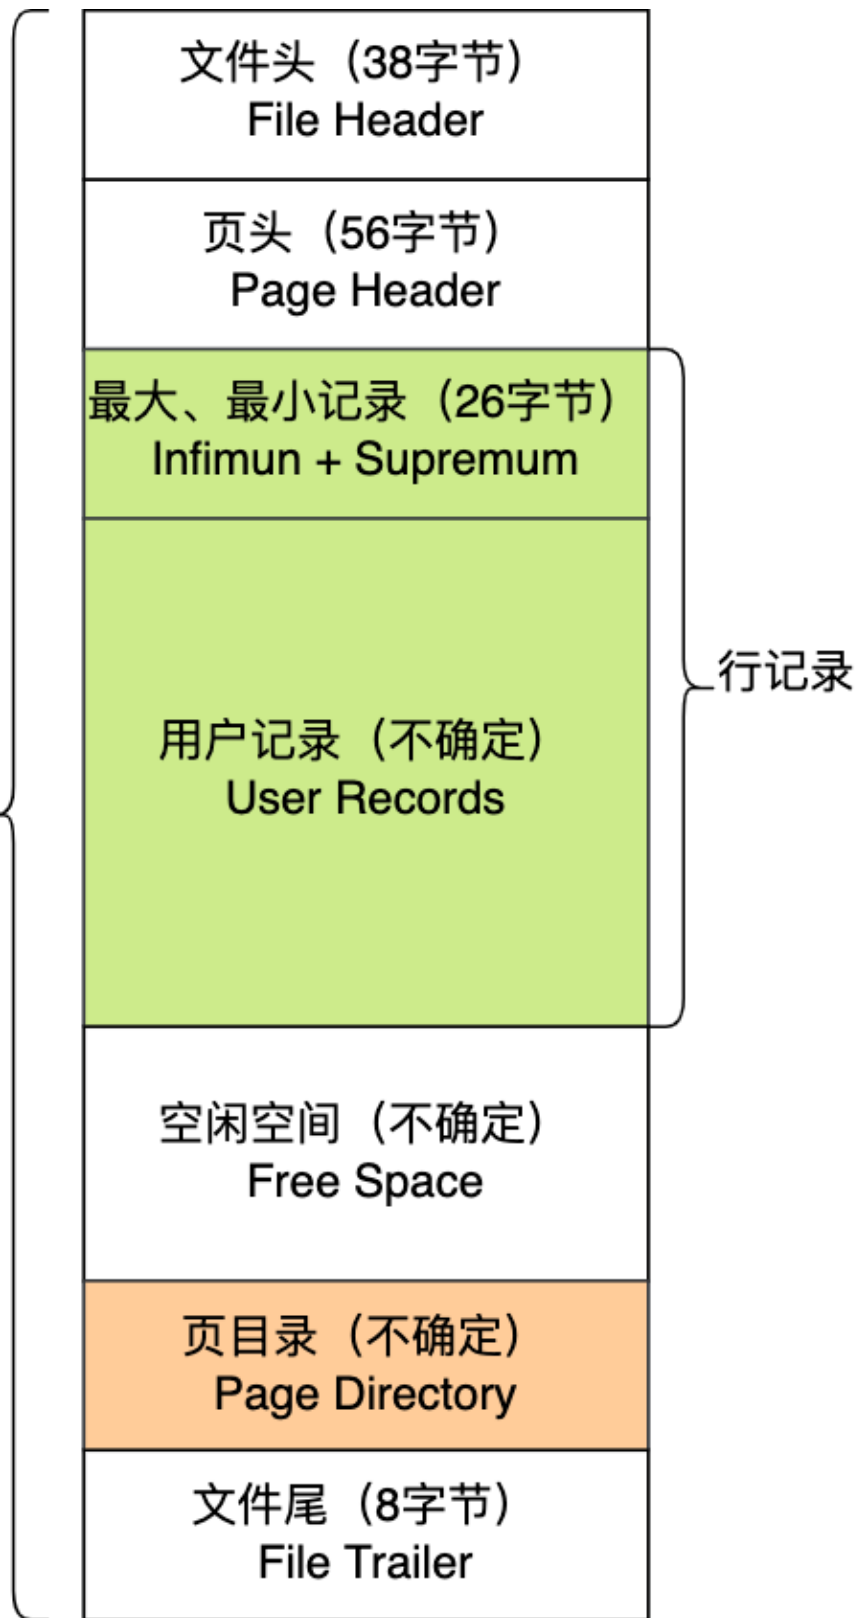 文件头（38字节）
File Header
页头（56字节）
Page Header
最大、最小记录（26字节）
Infimun + Supremum
行记录
用户记录（不确定）
User Records
空闲空间（不确定）
Free Space
页目录（不确定）
Page Directory
文件尾（8字节）
File Trailer